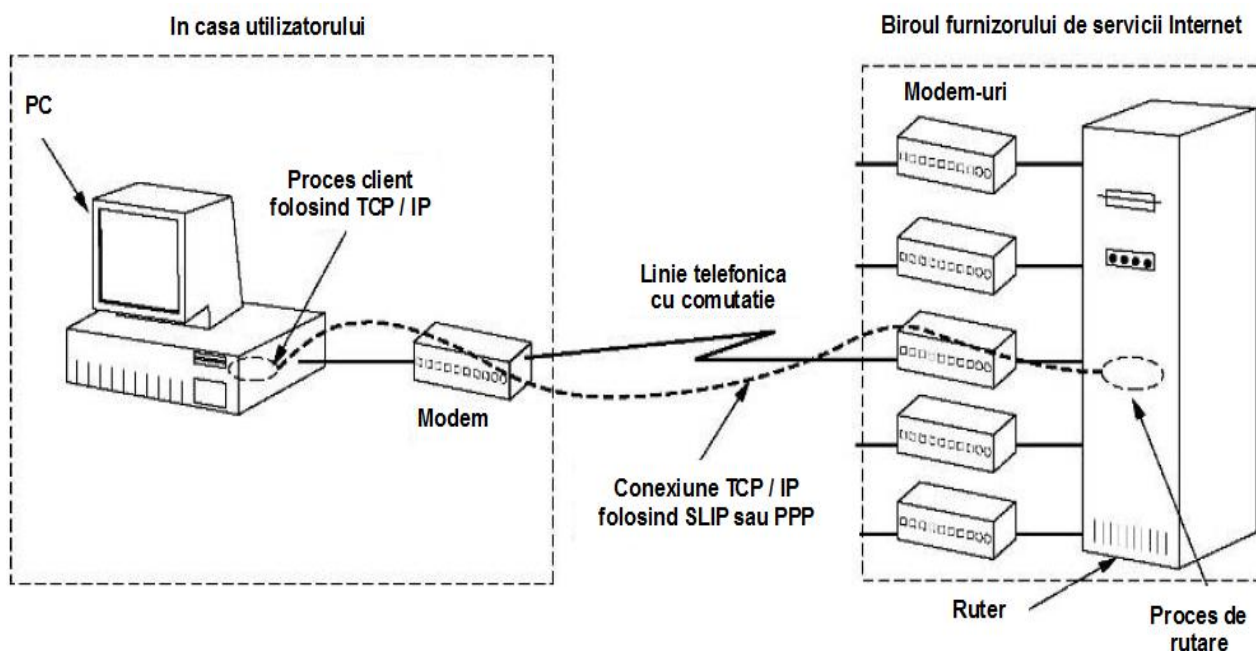 In casa utilizatorului
Biroul furnizorului de servicii Internet
PC
Proces client
folosind TCP / IP
Modem
Linie telefonica
cu comutatie
Conexiune TCP / IP
folosind SLIP sau PPP
Modem-uri
Ruter
Proces de
rutare